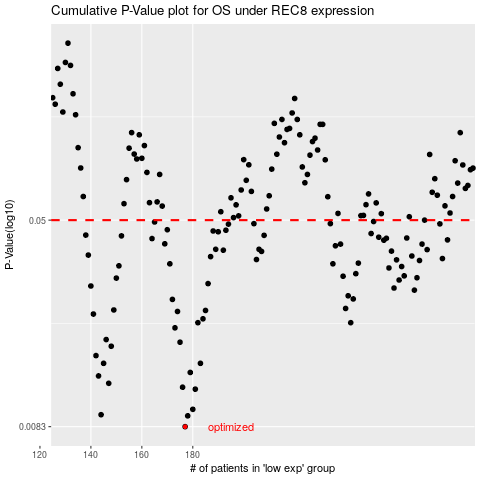 Cumulative P-Value plot for OS under REC8 expression
P-Value(log10)
0.05
0.0083
optimized
120 140 160 180
# of patients in 'low exp' group